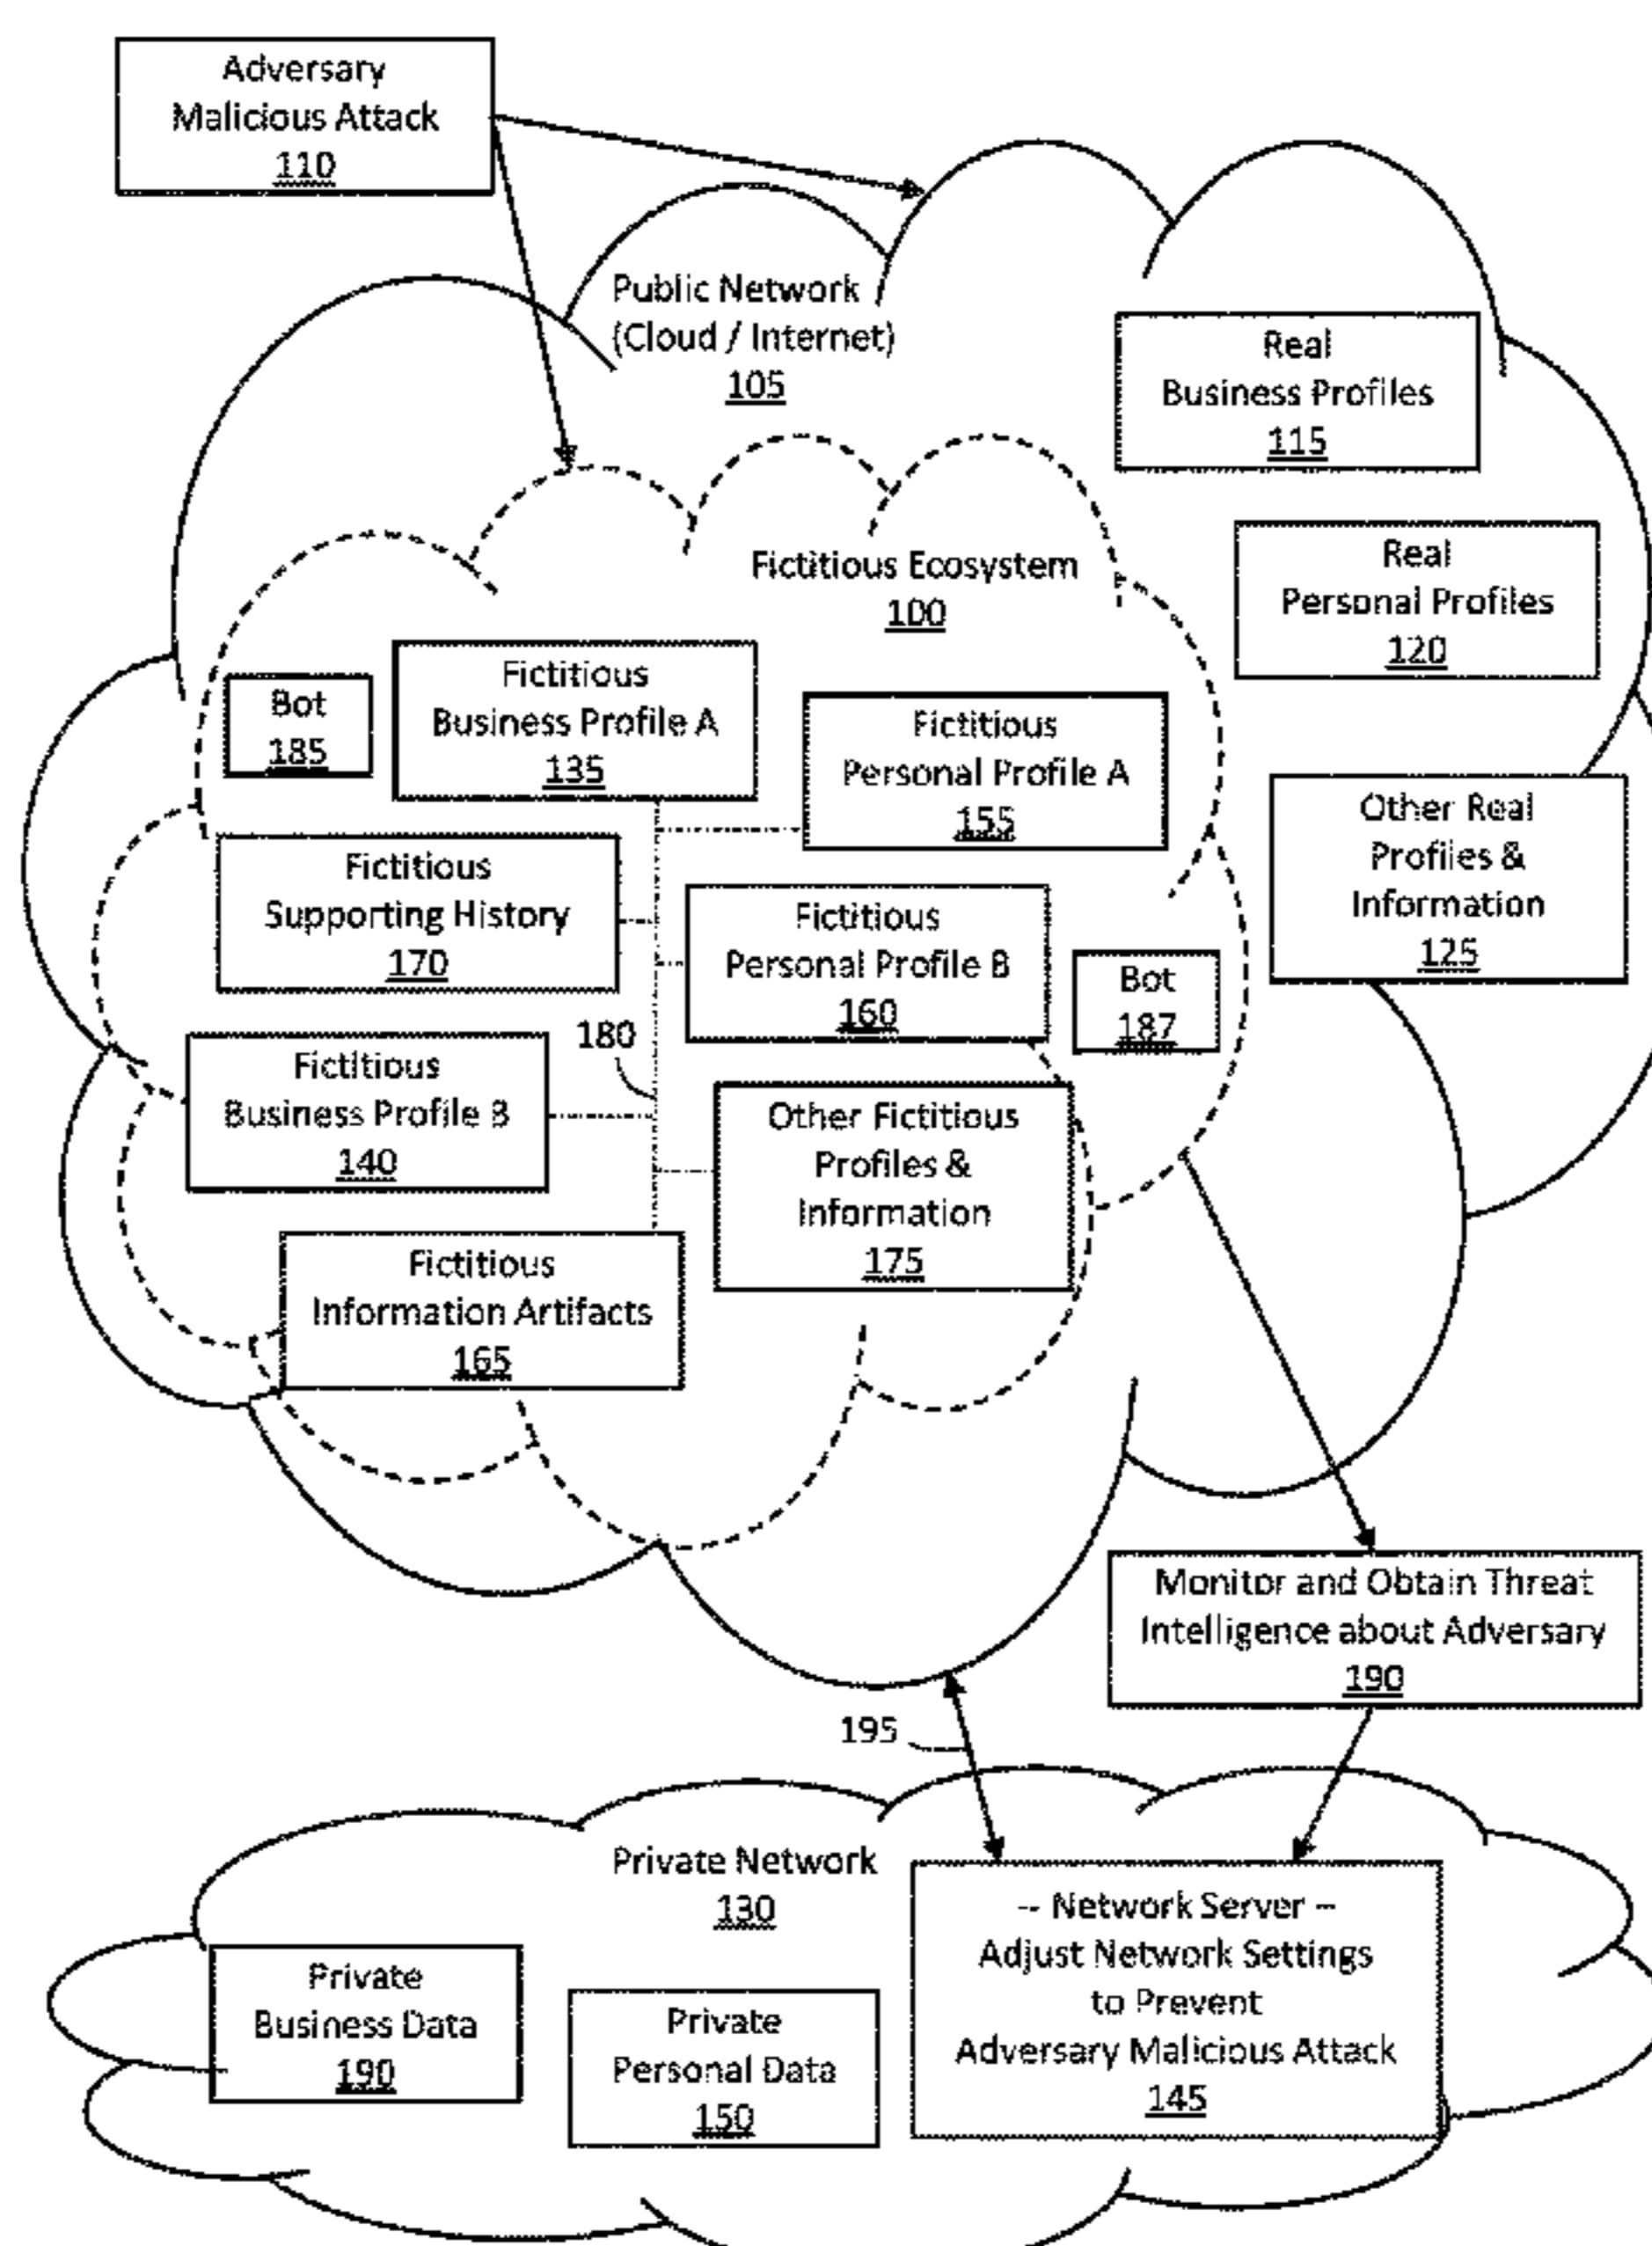 Adversary
Malicious Attack
110
Public Network
(Cloud / Internet)
105
Real
Business Profiles
115
Fictitious Ecosystem
100
Real
Personal Profiles
120
Bot
185
Fictitious
Business Profile A
135
Fictitious
Personal Profile A
155
Other Real
Profiles &
Information
125
Fictitious
Supporting History
170
Fictitious
Personal Profile B
160
Bot
187
180
Fictitious
Business Profile B
140
Other Fictitious
Profiles &
Information
175
Fictitious
Information Artifacts
165
Monitor and Obtain Threat
Intelligence about Adversary
190
195
Private Network
130
-- Network Server --
Adjust Network Settings
to Prevent
Adversary Malicious Attack
145
Private
Business Data
190
Private
Personal Data
150